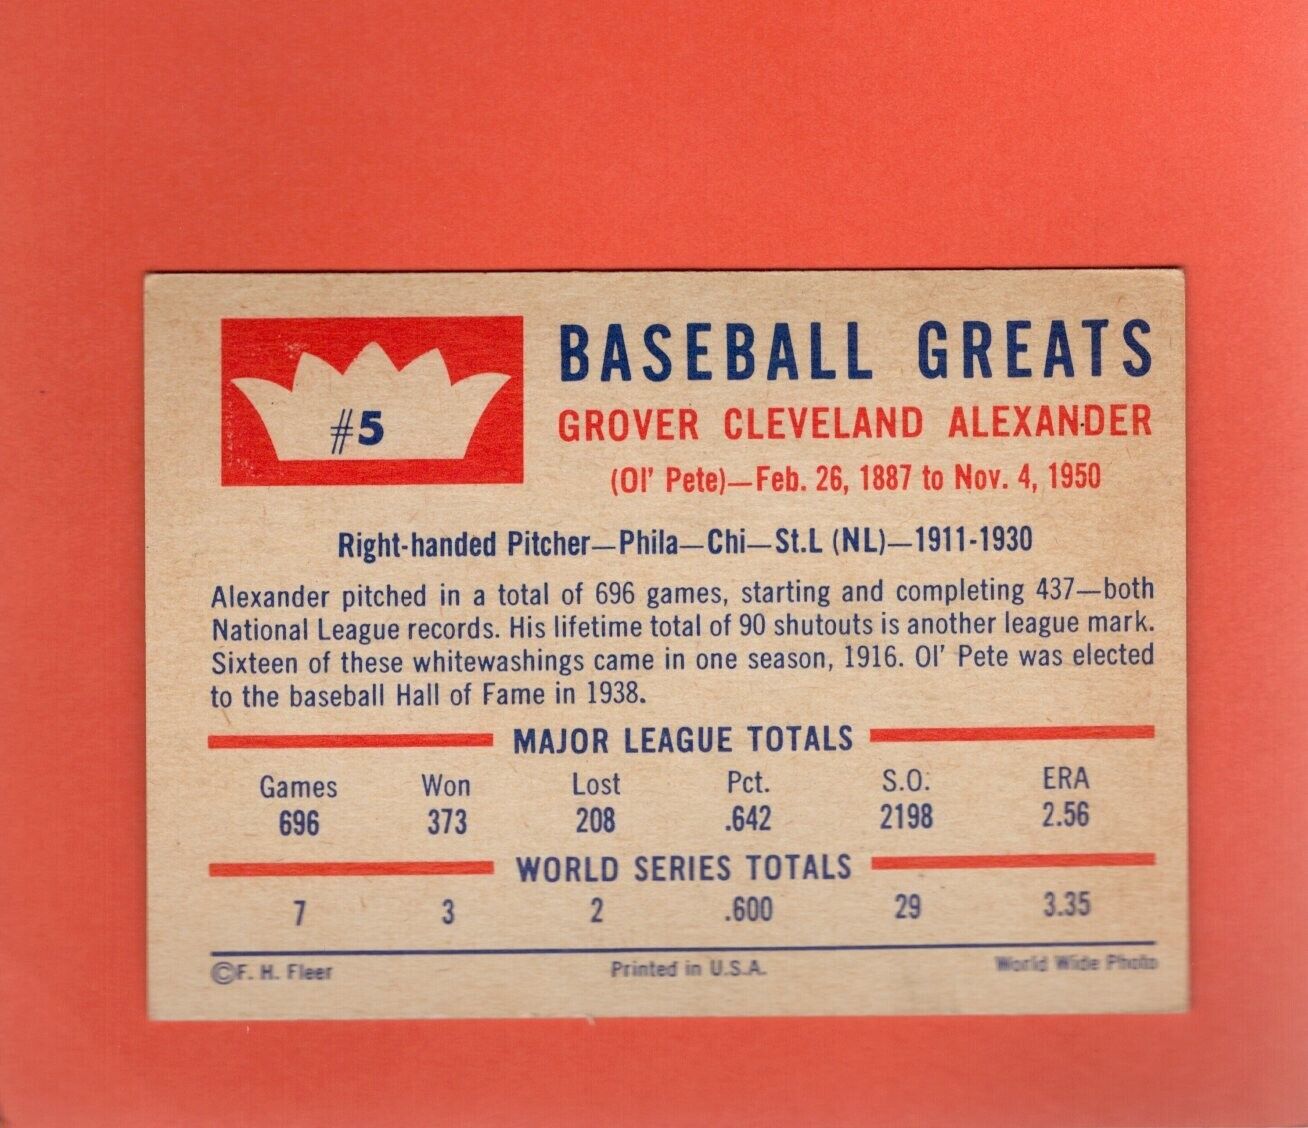 #5
BASEBALL GREATS
GROVER CLEVELAND ALEXANDER
(Ol' Pete)—Feb. 26, 1887 to Nov. 4, 1950
Right-handed Pitcher—Phila—Chi—St.L (NL)—1911-1930
Alexander pitched in a total of 696 games, starting and completing 437—both
National League records. His lifetime total of 90 shutouts is another league mark.
Sixteen of these whitewashings came in one season, 1916. Ol' Pete was elected
to the baseball Hall of Fame in 1938.
MAJOR LEAGUE TOTALS
Games Won Lost Pct. S.O. ERA
696 373 208 .642 2198 2.56
WORLD SERIES TOTALS
7 3 2 .600 29 3.35
©F. H. Fleer Printed in U.S.A. World Wide Photo